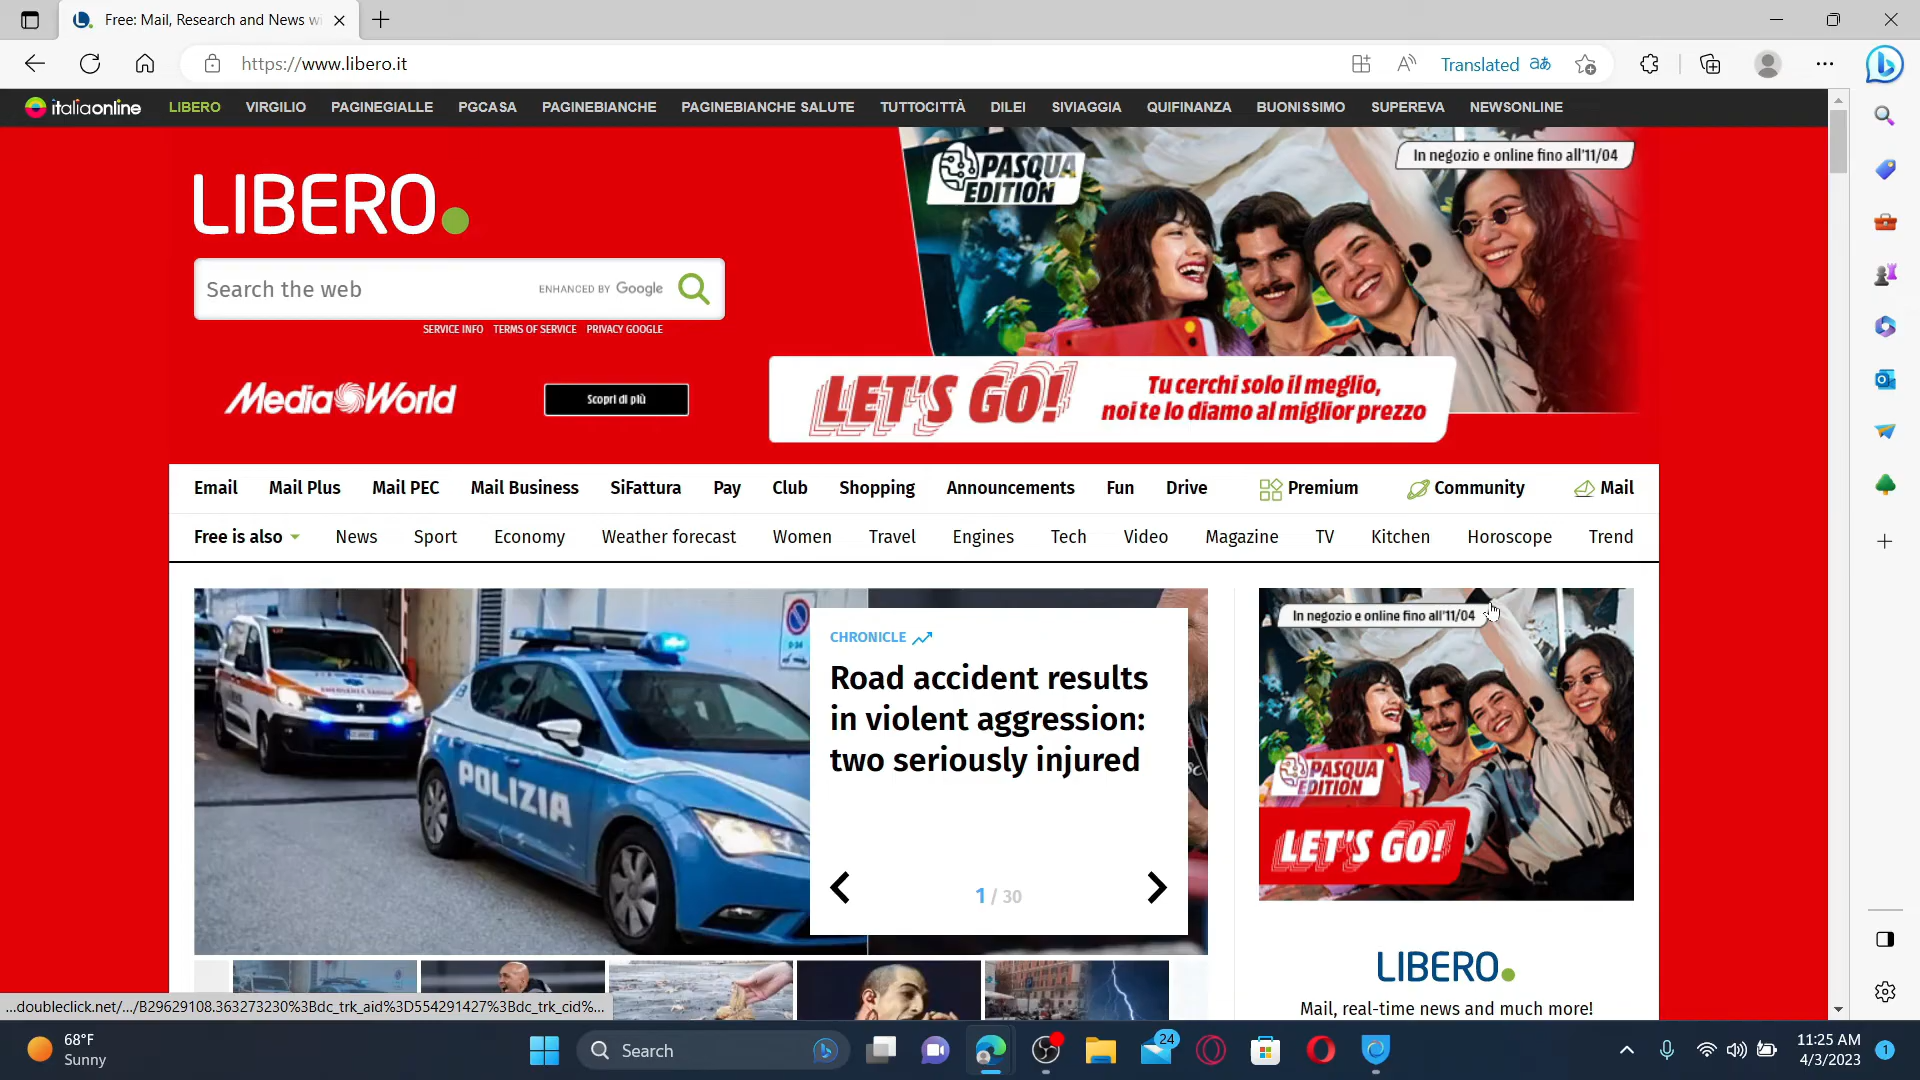 Free: Mail, Research and News wi
https://www.libero.it
Translated
italiaonline LIBERO VIRGILIO PAGINEGIALLE PGCASA PAGINEBIANCHE PAGINEBIANCHE SALUTE TUTTOCITTÀ DILEI SIVIAGGIA QUIFINANZA BUONISSIMO SUPEREVA NEWSONLINE
LIBERO
Search the web ENHANCED BY Google
SERVICE INFO TERMS OF SERVICE PRIVACY GOOGLE
MediaWorld
Scopri di più
PASQUA
EDITION
In negozio e online fino all'11/04
LET'S GO!
Tu cerchi solo il meglio,
noi te lo diamo al miglior prezzo
Email Mail Plus Mail PEC Mail Business SiFattura Pay Club Shopping Announcements Fun Drive Premium Community Mail
Free is also News Sport Economy Weather forecast Women Travel Engines Tech Video Magazine TV Kitchen Horoscope Trend
POLIZIA
CHRONICLE
Road accident results
in violent aggression:
two seriously injured
1 / 30
In negozio e online fino all'11/04
PASQUA
EDITION
LET'S GO!
LIBERO
Mail, real-time news and much more!
...doubleclick.net/.../B29629108.363273230%3Bdc_trk_aid%3D554291427%3Bdc_trk_cid%...
68°F
Sunny
Search
24
11:25 AM
4/3/2023
1